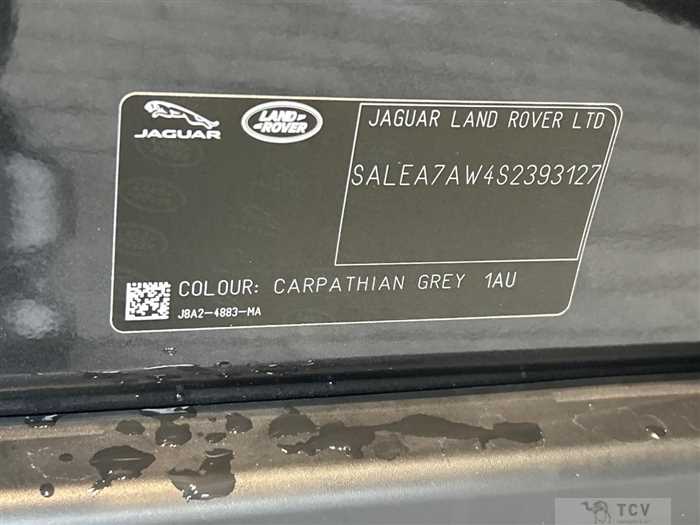 JAGUAR
LAND ROVER
JAGUAR LAND ROVER LTD
SALEA7AW4S2393127
COLOUR: CARPATHIAN GREY 1AU
J8A2-4883-MA
TCV